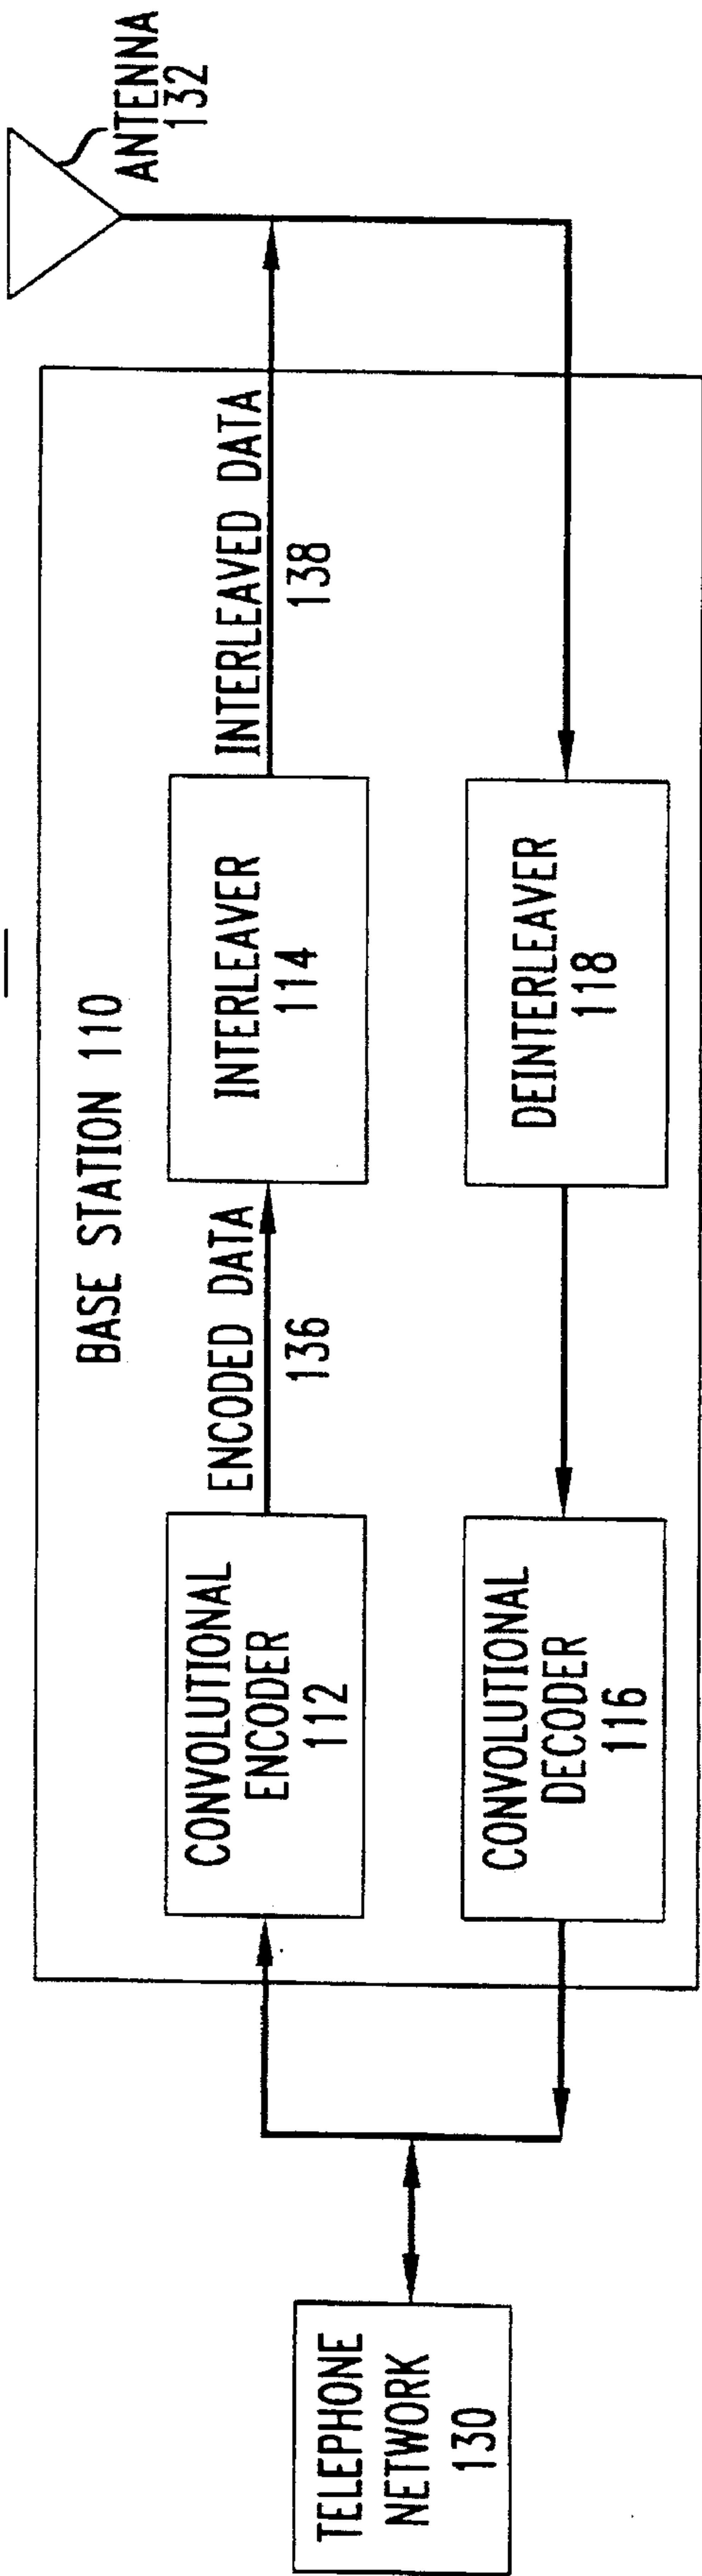 BASE STATION 110
TELEPHONE
NETWORK
130
CONVOLUTIONAL
ENCODER
112
ENCODED DATA
136
INTERLEAVER
114
INTERLEAVED DATA
138
ANTENNA
132
CONVOLUTIONAL
DECODER
116
DEINTERLEAVER
118